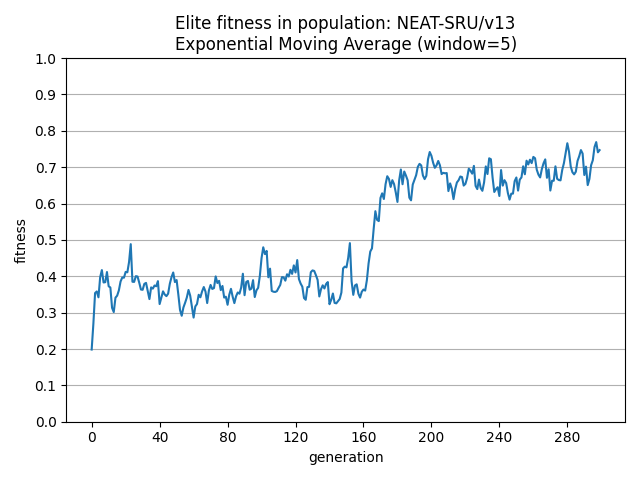 Elite fitness in population: NEAT-SRU/v13
Exponential Moving Average (window=5)
1.0
0.9
0.8
0.7
0.6
0.5
0.4
0.3
0.2
0.1
0.0
fitness
0 40 80 120 160 200 240 280
generation